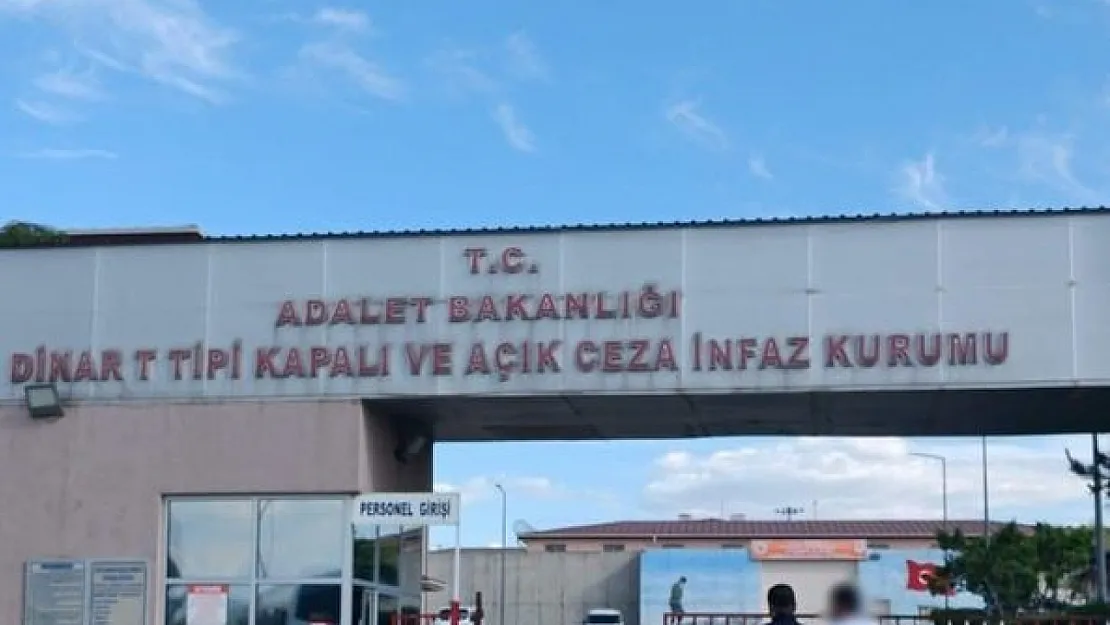 T.C.
ADALET BAKANLIĞI
DİNAR T TİPİ KAPALI VE AÇIK CEZA İNFAZ KURUMU
PERSONEL GİRİŞİ